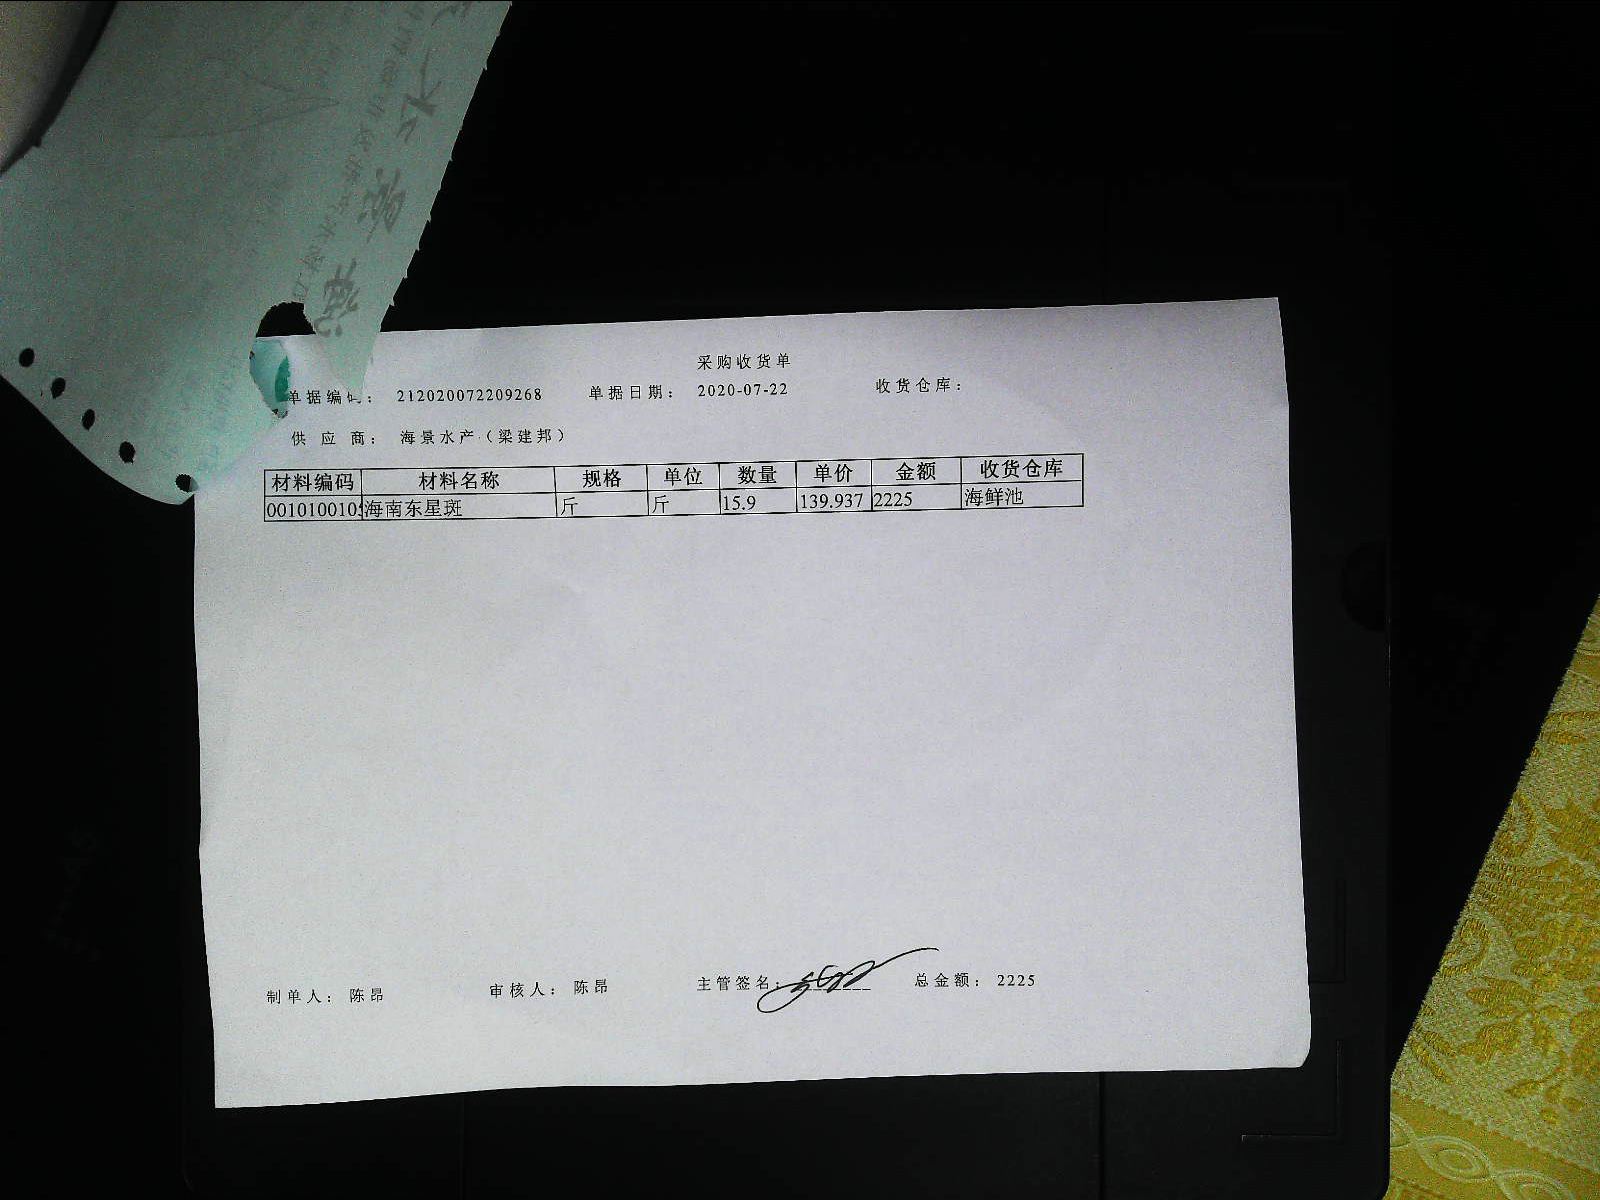 采购收货单
单据编码： 212020072209268 单据日期： 2020-07-22 收货仓库：
供应商： 海景水产（梁建邦）
材料编码 材料名称 规格 单位 数量 单价 金额 收货仓库
0010100105 海南东星斑 斤 斤 15.9 139.937 2225 海鲜池
制单人： 陈昂 审核人： 陈昂 主管签名： 总金额： 2225